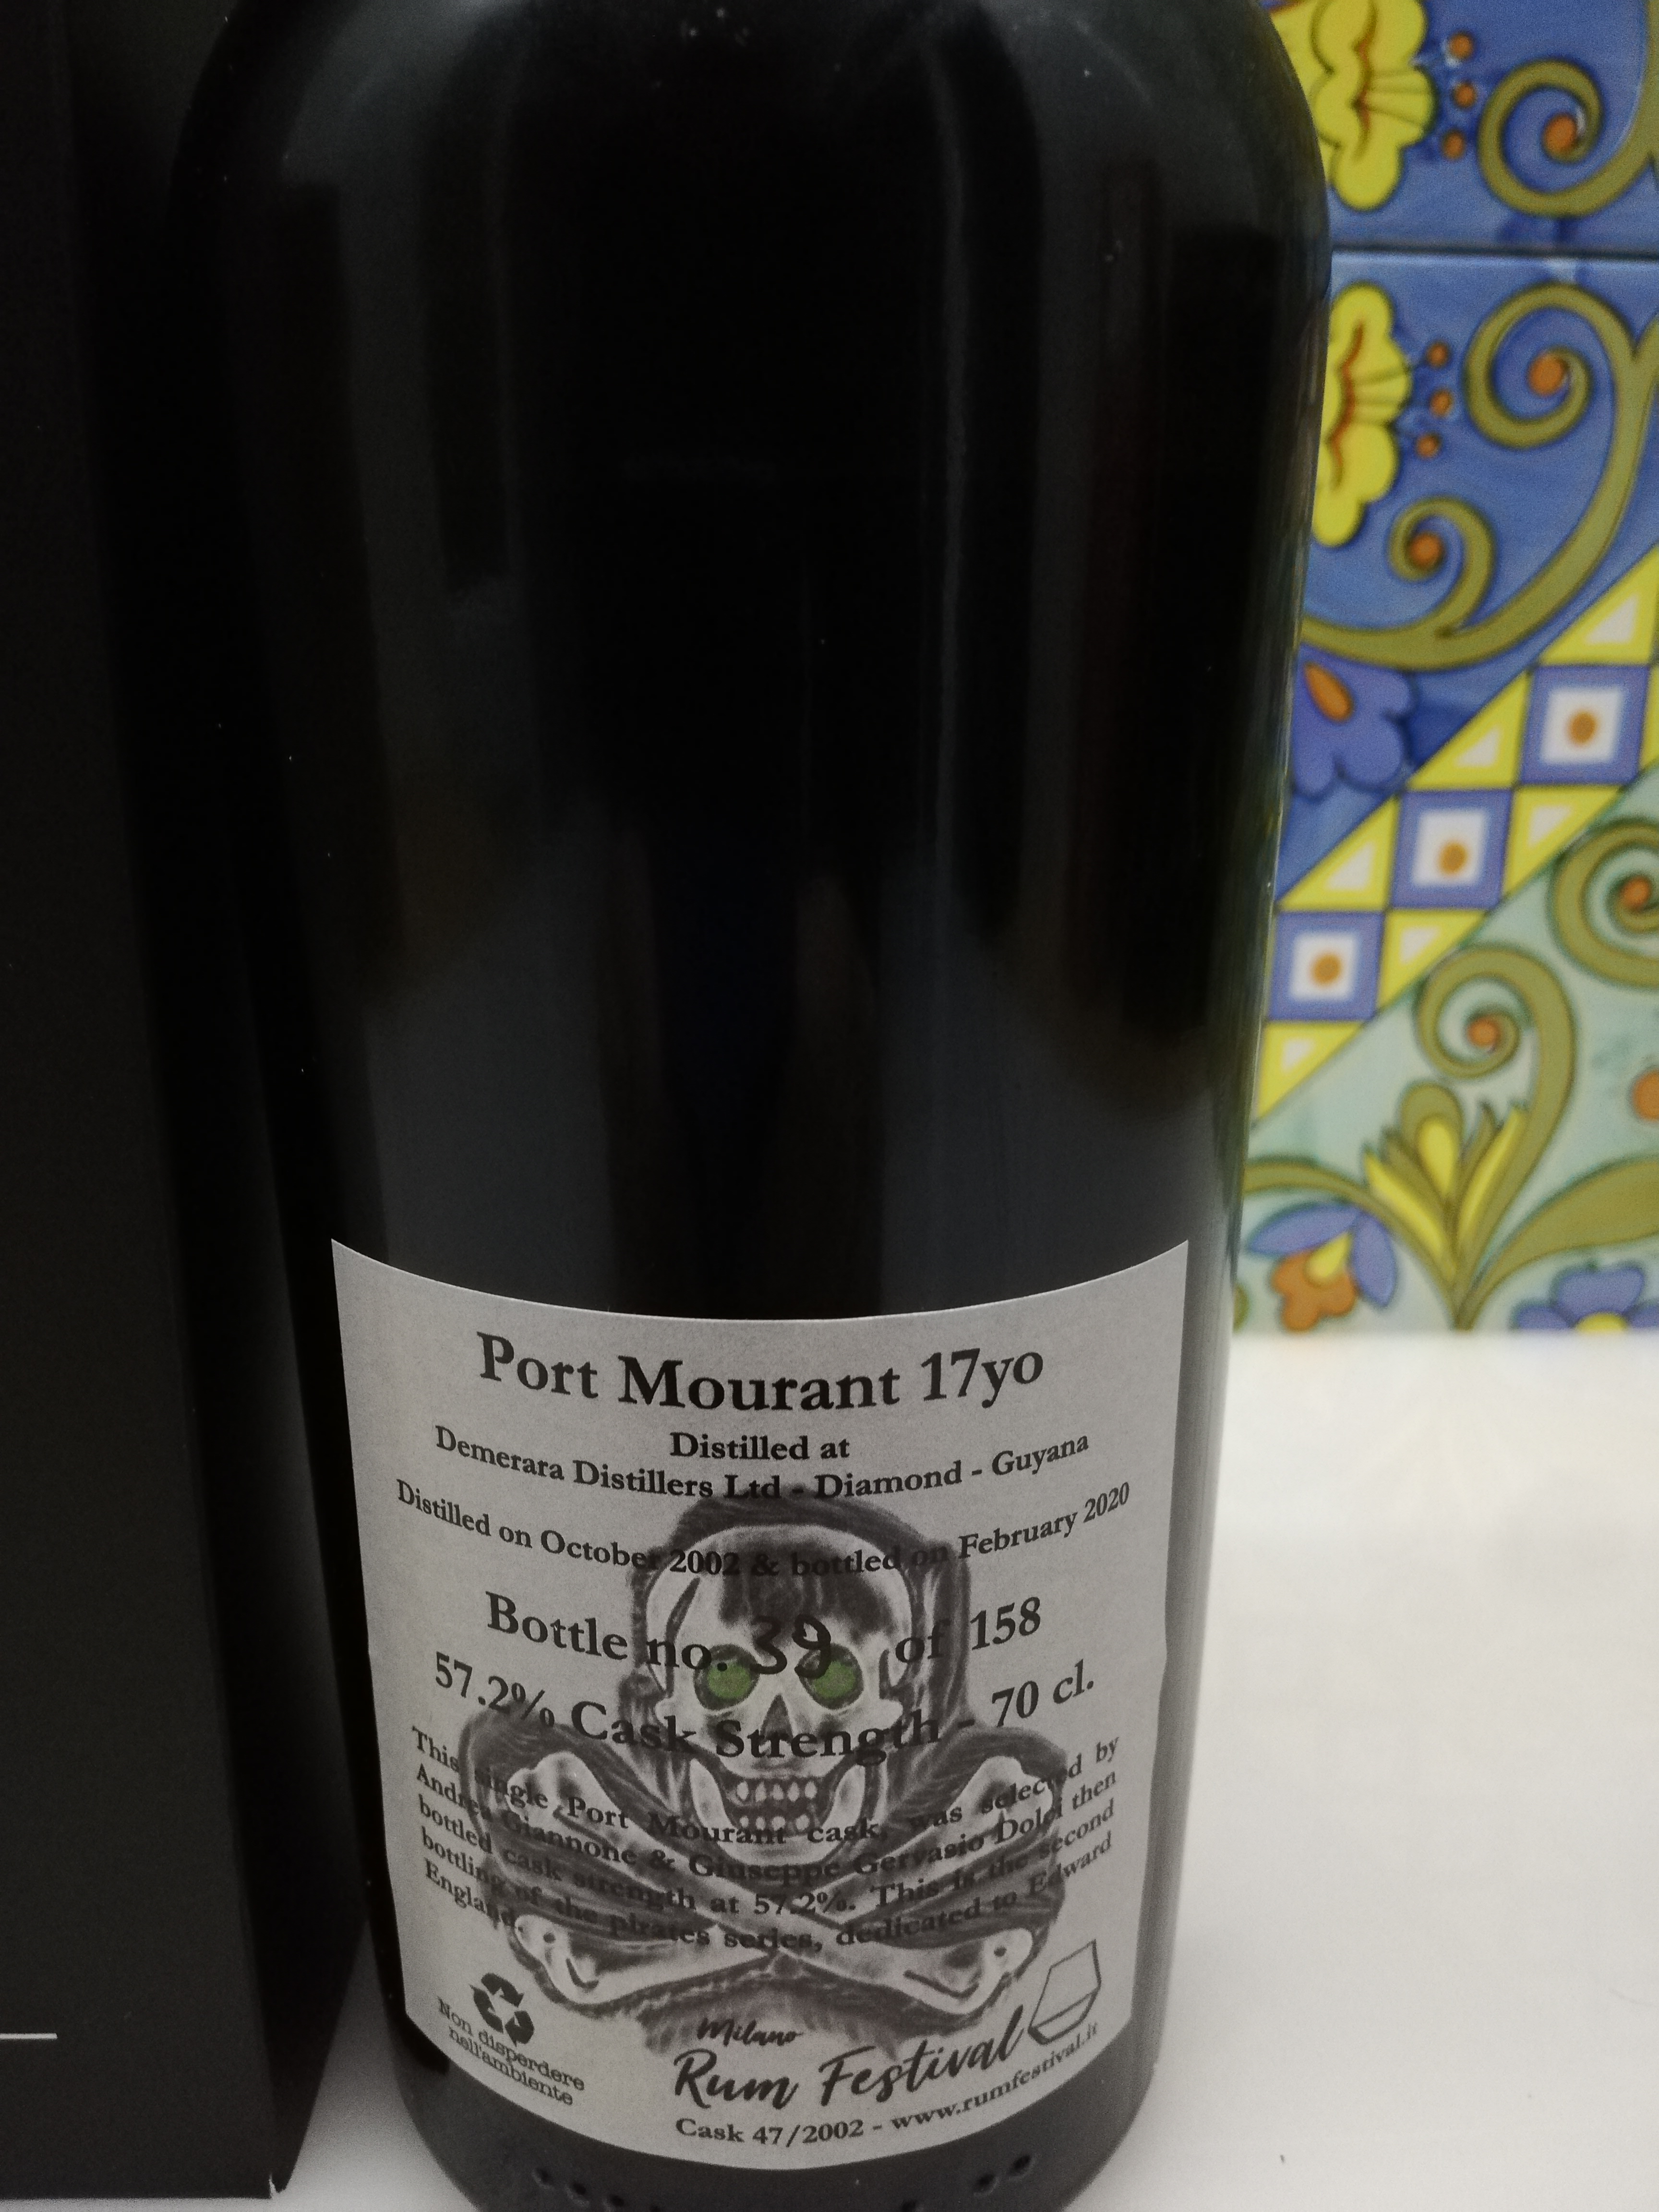 Port Mourant 17yo
Distilled at
Demerara Distillers Ltd - Diamond - Guyana
Distilled on October 2002 & bottled on February 2020
Bottle no. 39 of 158
57.2% Cask Strength - 70 cl.
This single Port Mourant cask, was selected by
Andrea Giannone & Giuseppe Gervasio Dolci then
bottled cask strength at 57.2%. This is the second
bottling of the pirates series, dedicated to Edward
England.
Non disperdere
nell'ambiente
Milano
Rum Festival
Cask 47/2002 - www.rumfestival.it